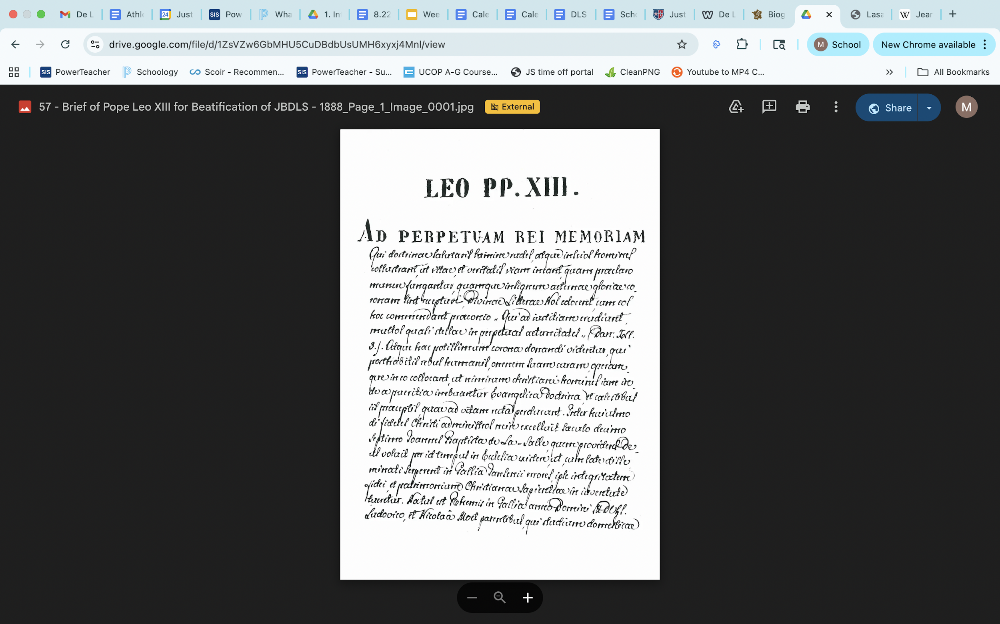 De L
Athle
Just
Pow
Wha
1. In
8.22
Wee
Cale
Cale
DLS
Scho
Just
De L
Biog
Lasa
Jear
drive.google.com/file/d/1ZsVZw6GbMHU5CuDBdbUsUMH6xyxj4MnI/view
M School
New Chrome available
SIS PowerTeacher
Schoology
Scoir - Recommen...
SIS PowerTeacher - Su...
UCOP A-G Course...
JS time off portal
CleanPNG
Youtube to MP4 C...
All Bookmarks
57 - Brief of Pope Leo XIII for Beatification of JBDLS - 1888_Page_1_Image_0001.jpg
External
Share
M
LEO PP. XIII.
AD PERPETUAM REI MEMORIAM
Qui doctrinae salutaris lumine rudes, atque inscios homines
collustrant, ut vitae, et veritatis viam ineant, quam praeclaro
munere fungantur, quamque insignem aeternae gloriae co-
ronam sint recepturi, Divinae Litterae Nos edocent, cum eos
hoc commendant praeconio „ Qui ad iustitiam erudiunt
multos quasi stellae in perpetuas aeternitates „ (Dan: XII.
3.). Atque hac potissimum corona donandi videntur, qui
posthabitis rebus humanis, omnem suam curam, operam-
que in eo collocant, ut nimirum christiani homines iam in-
de a pueritia imbuantur Evangelica Doctrina, et caelestibus
iis praeceptis, quae ad vitam recta perducunt. Inter huiusmo
di fideles Christi administros mire excelluit saeculo decimo
septimo Ioannes Baptista de La-Salle, quem providens De-
us voluit per id tempus in Ecclesia existere, ut, cum late disse
minati serperent in Gallia Iansenii errores, ipse integritatem
fidei, et patrimonium Christianae sapientiae in iuventute
tueretur. Natus est Rhemis in Gallia anno Domini MDCLI.
Ludovico, et Nicolaâ Moet parentibus, qui studium domesticae